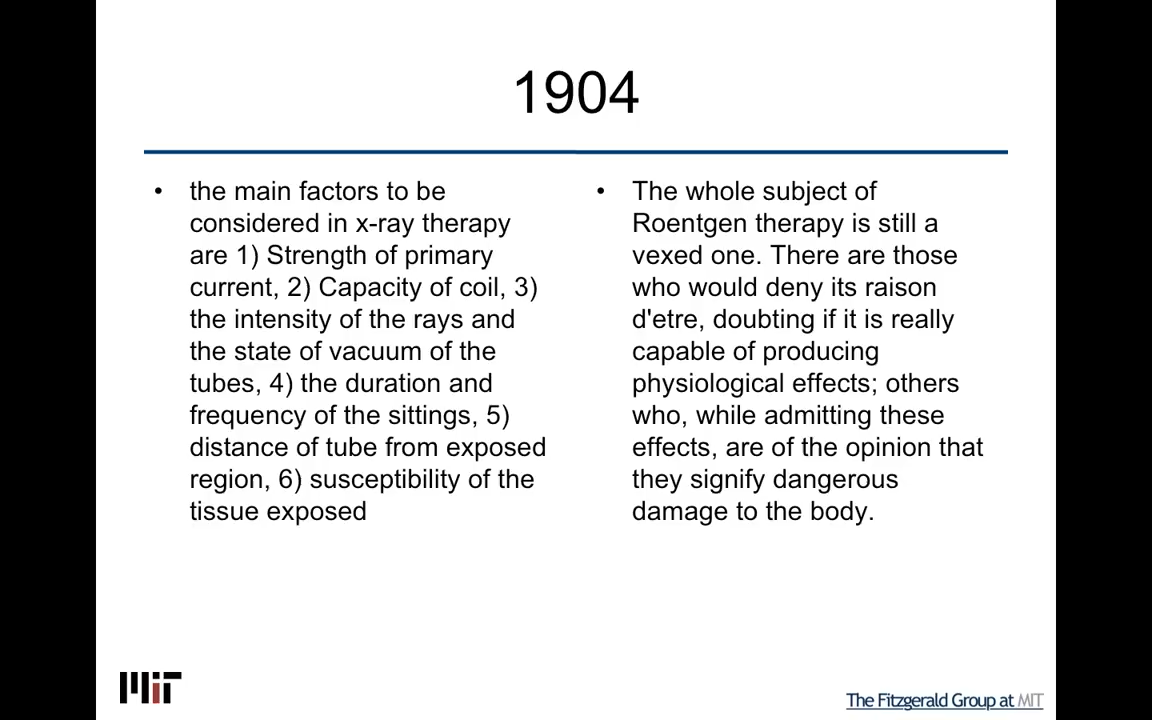 1904
• the main factors to be
considered in x-ray therapy
are 1) Strength of primary
current, 2) Capacity of coil, 3)
the intensity of the rays and
the state of vacuum of the
tubes, 4) the duration and
frequency of the sittings, 5)
distance of tube from exposed
region, 6) susceptibility of the
tissue exposed
• The whole subject of
Roentgen therapy is still a
vexed one. There are those
who would deny its raison
d'etre, doubting if it is really
capable of producing
physiological effects; others
who, while admitting these
effects, are of the opinion that
they signify dangerous
damage to the body.
MIT
The Fitzgerald Group at MIT